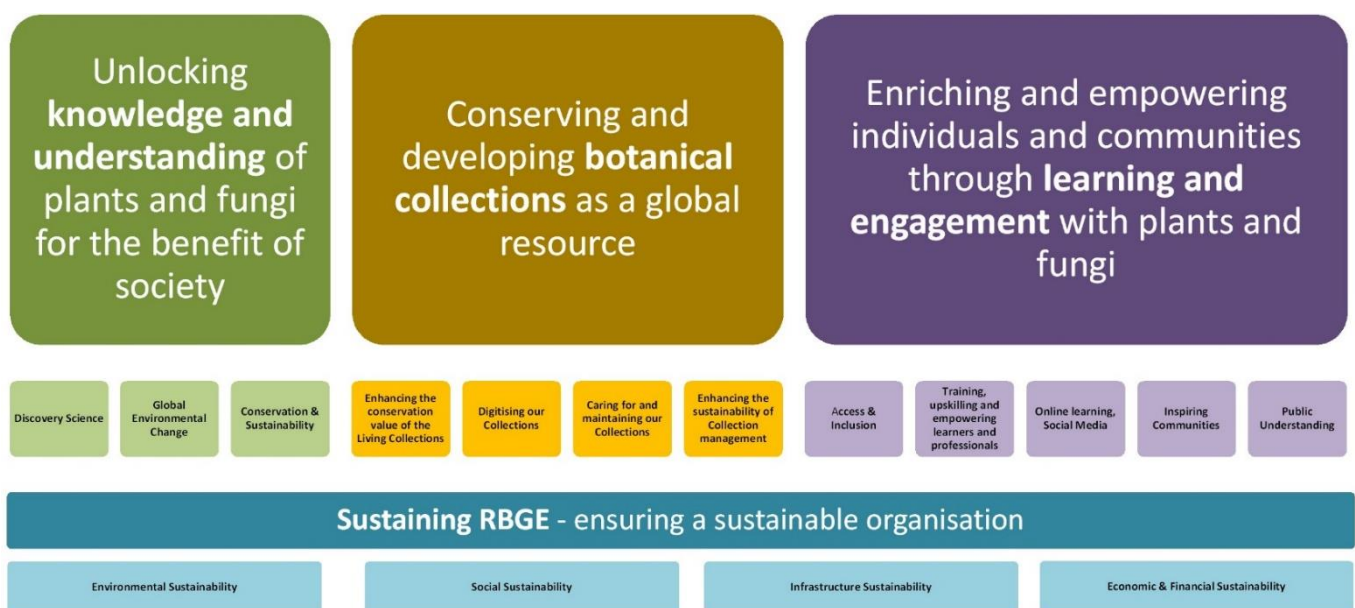 Unlocking
knowledge and
understanding of
plants and fungi
for the benefit of
society
Conserving and
developing botanical
collections as a global
resource
Enriching and empowering
individuals and communities
through learning and
engagement with plants and
fungi
Discovery Science
Global
Environmental
Change
Conservation &
Sustainability
Enhancing the
conservation
value of the
Living Collections
Digitising our
Collections
Caring for and
maintaining our
Collections
Enhancing the
sustainability of
Collection
management
Access &
Inclusion
Training,
upskilling and
empowering
learners and
professionals
Online learning,
Social Media
Inspiring
Communities
Public
Understanding
Sustaining RBGE - ensuring a sustainable organisation
Environmental Sustainability
Social Sustainability
Infrastructure Sustainability
Economic & Financial Sustainability